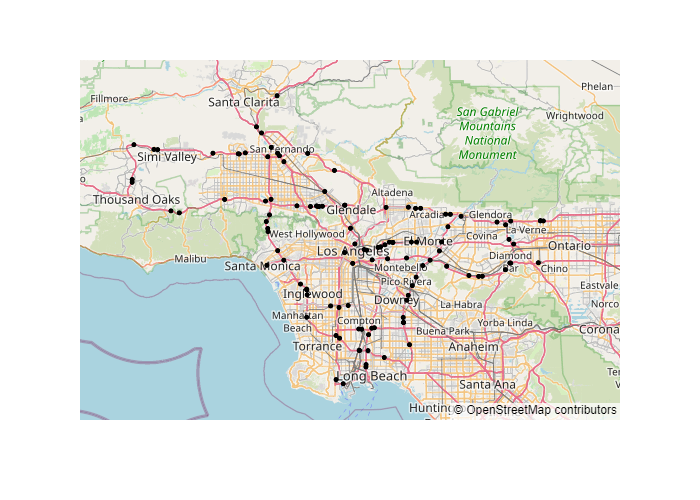 Phelan
Fillmore
Santa Clarita
Wrightwood
San Gabriel
Mountains
National
Monument
San Fernando
Simi Valley
Altadena
Thousand Oaks
Glendale
Arcadia
Glendora
West Hollywood
La Verne
Covina
El Monte
Los Angeles
Ontario
Malibu
Diamond
Bar
Santa Monica
Montebello
Chino
Pico Rivera
Eastvale
Inglewood
Downey
La Habra
Norco
Manhattan
Beach
Compton
Yorba Linda
Buena Park
Corona
Torrance
Anaheim
Long Beach
Santa Ana
Hunting
© OpenStreetMap contributors